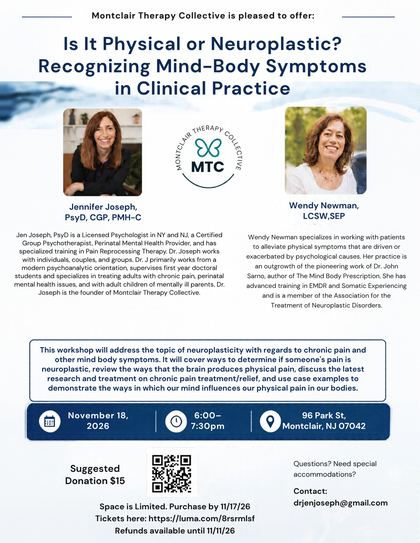 Montclair Therapy Collective is pleased to offer:
Is It Physical or Neuroplastic?
Recognizing Mind-Body Symptoms
in Clinical Practice
MONTCLAIR THERAPY COLLECTIVE
MTC
Jennifer Joseph,
PsyD, CGP, PMH-C
Jen Joseph, PsyD is a Licensed Psychologist in NY and NJ, a Certified
Group Psychotherapist, Perinatal Mental Health Provider, and has
specialized training in Pain Reprocessing Therapy. Dr. Joseph works
with individuals, couples, and groups. Dr. J primarily works from a
modern psychoanalytic orientation, supervises first year doctoral
students and specializes in treating adults with chronic pain, perinatal
mental health issues, and with adult children of mentally ill parents. Dr.
Joseph is the founder of Montclair Therapy Collective.
Wendy Newman,
LCSW,SEP
Wendy Newman specializes in working with patients
to alleviate physical symptoms that are driven or
exacerbated by psychological causes. Her practice is
an outgrowth of the pioneering work of Dr. John
Sarno, author of The Mind Body Prescription. She has
advanced training in EMDR and Somatic Experiencing
and is a member of the Association for the
Treatment of Neuroplastic Disorders.
This workshop will address the topic of neuroplasticity with regards to chronic pain and
other mind body symptoms. It will cover ways to determine if someone's pain is
neuroplastic, review the ways that the brain produces physical pain, discuss the latest
research and treatment on chronic pain treatment/relief, and use case examples to
demonstrate the ways in which our mind influences our physical pain in our bodies.
November 18,
2026
6:00–
7:30pm
96 Park St,
Montclair, NJ 07042
Suggested
Donation $15
Space is Limited. Purchase by 11/17/26
Tickets here: https://luma.com/8rsrmlsf
Refunds available until 11/11/26
Questions? Need special
accommodations?
Contact:
drjenjoseph@gmail.com